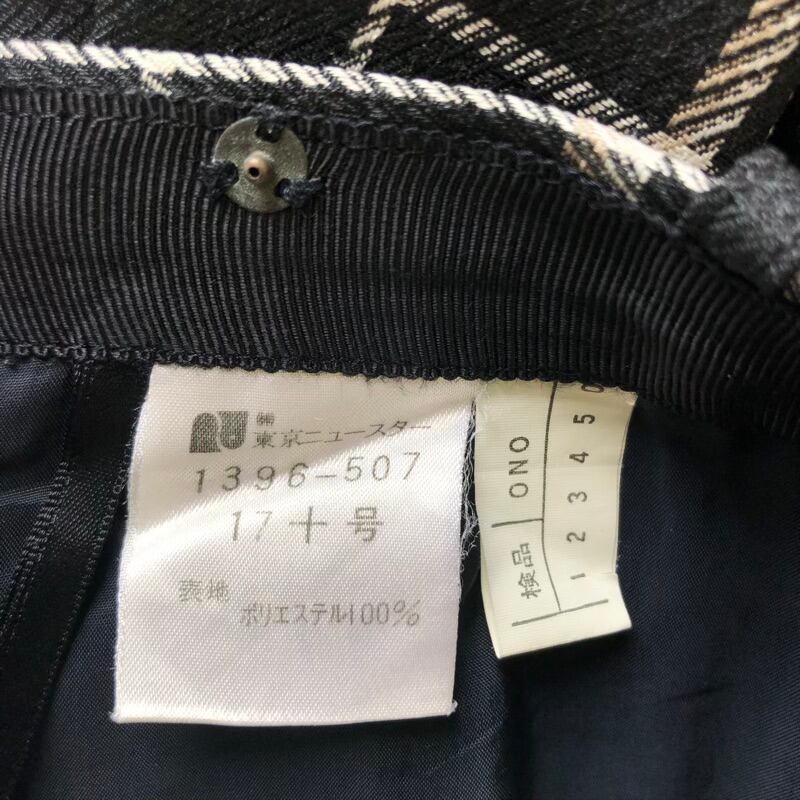 ㈱
東京ニュースター
1396-507
17十号
表地
ポリエステル100%
検品 ONO
1 2 3 4 5